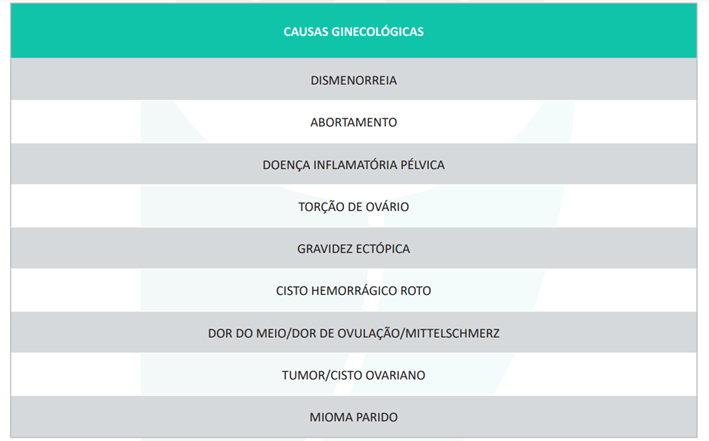 CAUSAS GINECOLÓGICAS
DISMENORREIA
ABORTAMENTO
DOENÇA INFLAMATÓRIA PÉLVICA
TORÇÃO DE OVÁRIO
GRAVIDEZ ECTÓPICA
CISTO HEMORRÁGICO ROTO
DOR DO MEIO/DOR DE OVULAÇÃO/MITTELSCHMERZ
TUMOR/CISTO OVARIANO
MIOMA PARIDO